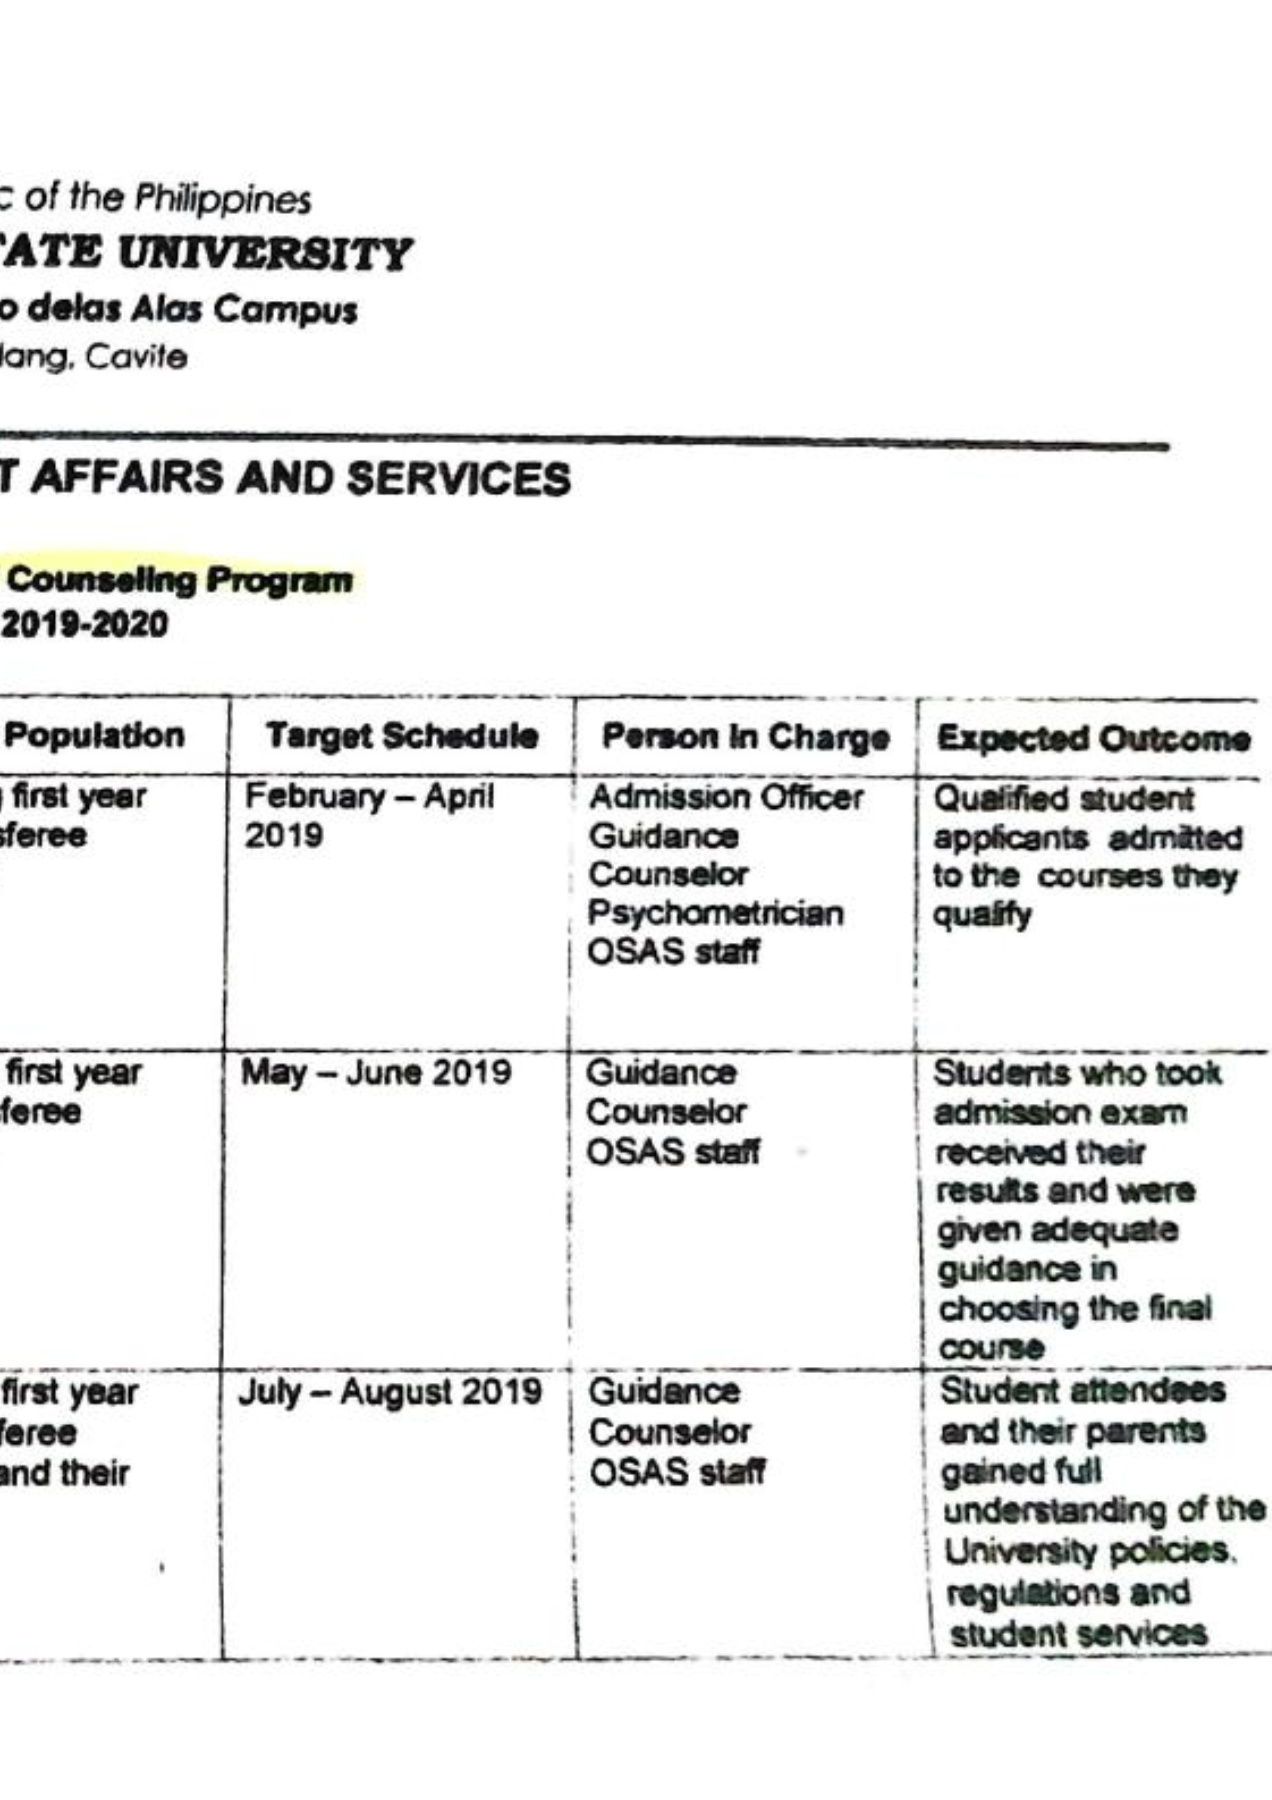 c of the Philippines
TATE UNIVERSITY
o delas Alas Campus
lang, Cavite
T AFFAIRS AND SERVICES
Counseling Program
2019-2020
Population
Target Schedule
Person In Charge
Expected Outcome
first year
sferee
February – April
2019
Admission Officer
Guidance
Counselor
Psychometrician
OSAS staff
Qualified student
applicants admitted
to the courses they
qualify
first year
feree
May – June 2019
Guidance
Counselor
OSAS staff
Students who took
admission exam
received their
results and were
given adequate
guidance in
choosing the final
course
first year
feree
and their
July – August 2019
Guidance
Counselor
OSAS staff
Student attendees
and their parents
gained full
understanding of the
University policies.
regulations and
student services